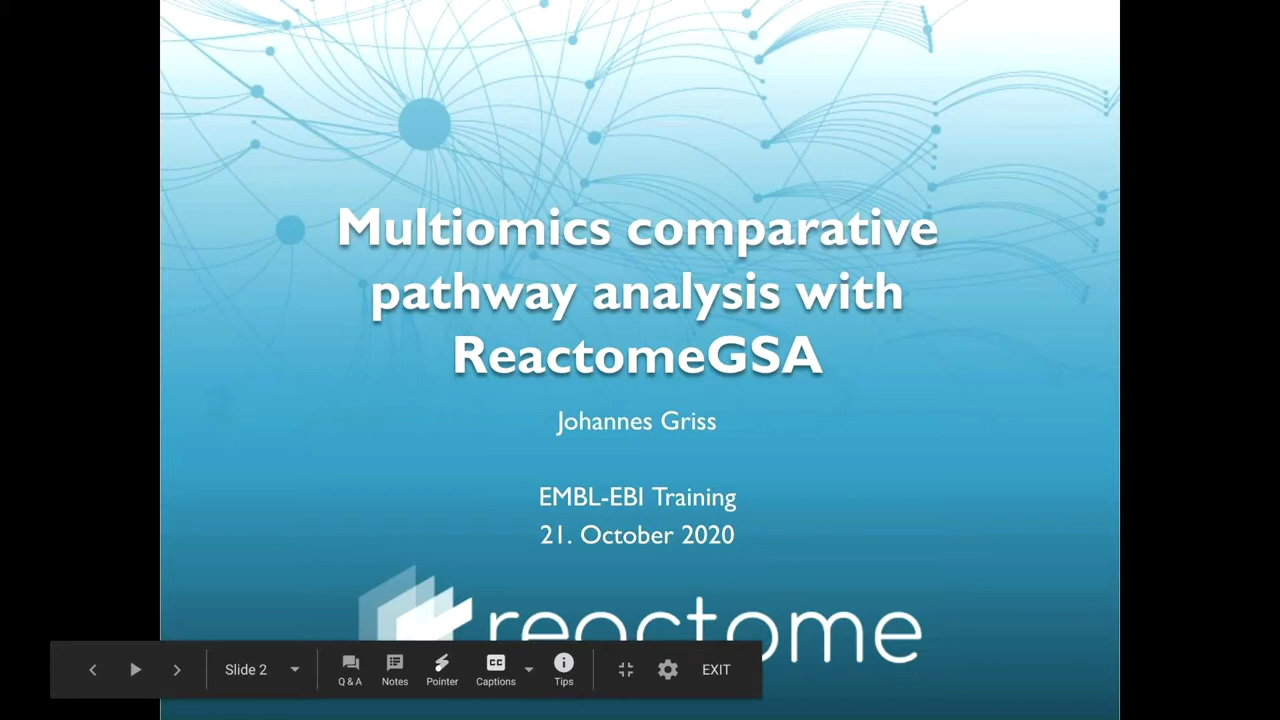 Multiomics comparative
pathway analysis with
ReactomeGSA
Johannes Griss
EMBL-EBI Training
21. October 2020
reactome
Slide 2
Q & A
Notes
Pointer
CC
Captions
Tips
EXIT